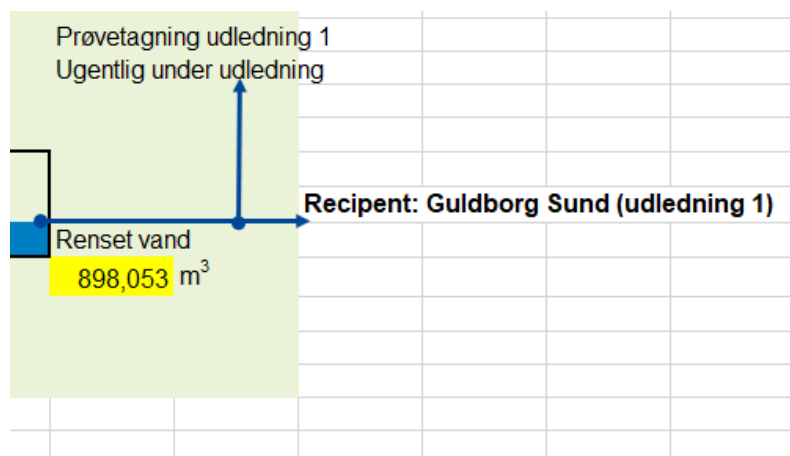 Prøvetagning udledning 1
Ugentlig under udledning
Recipent: Guldborg Sund (udledning 1)
Renset vand
898,053 m³